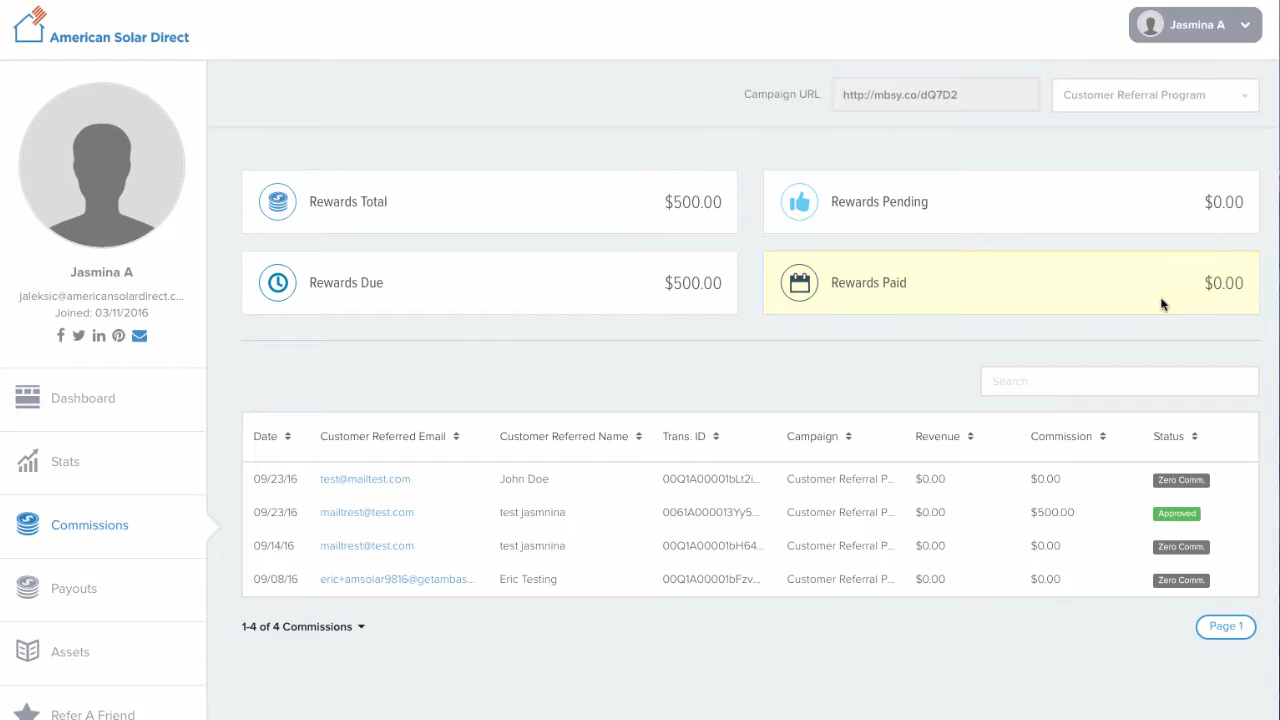 American Solar Direct
Jasmina A
Campaign URL
http://mbsy.co/dQ7D2
Customer Referral Program
Jasmina A
jaleksic@americansolardirect.c...
Joined: 03/11/2016
Dashboard
Stats
Commissions
Payouts
Assets
Refer A Friend
Rewards Total $500.00
Rewards Pending $0.00
Rewards Due $500.00
Rewards Paid $0.00
Search
Date Customer Referred Email Customer Referred Name Trans. ID Campaign Revenue Commission Status
09/23/16 test@mailtest.com John Doe 00Q1A00001bLt2i... Customer Referral P... $0.00 $0.00 Zero Comm.
09/23/16 mailtrest@test.com test jasmnina 0061A000013Yy5... Customer Referral P... $0.00 $500.00 Approved
09/14/16 mailtrest@test.com test jasmnina 00Q1A00001bH64... Customer Referral P... $0.00 $0.00 Zero Comm.
09/08/16 eric+amsolar9816@getambas... Eric Testing 00Q1A00001bFzv... Customer Referral P... $0.00 $0.00 Zero Comm.
1-4 of 4 Commissions
Page 1